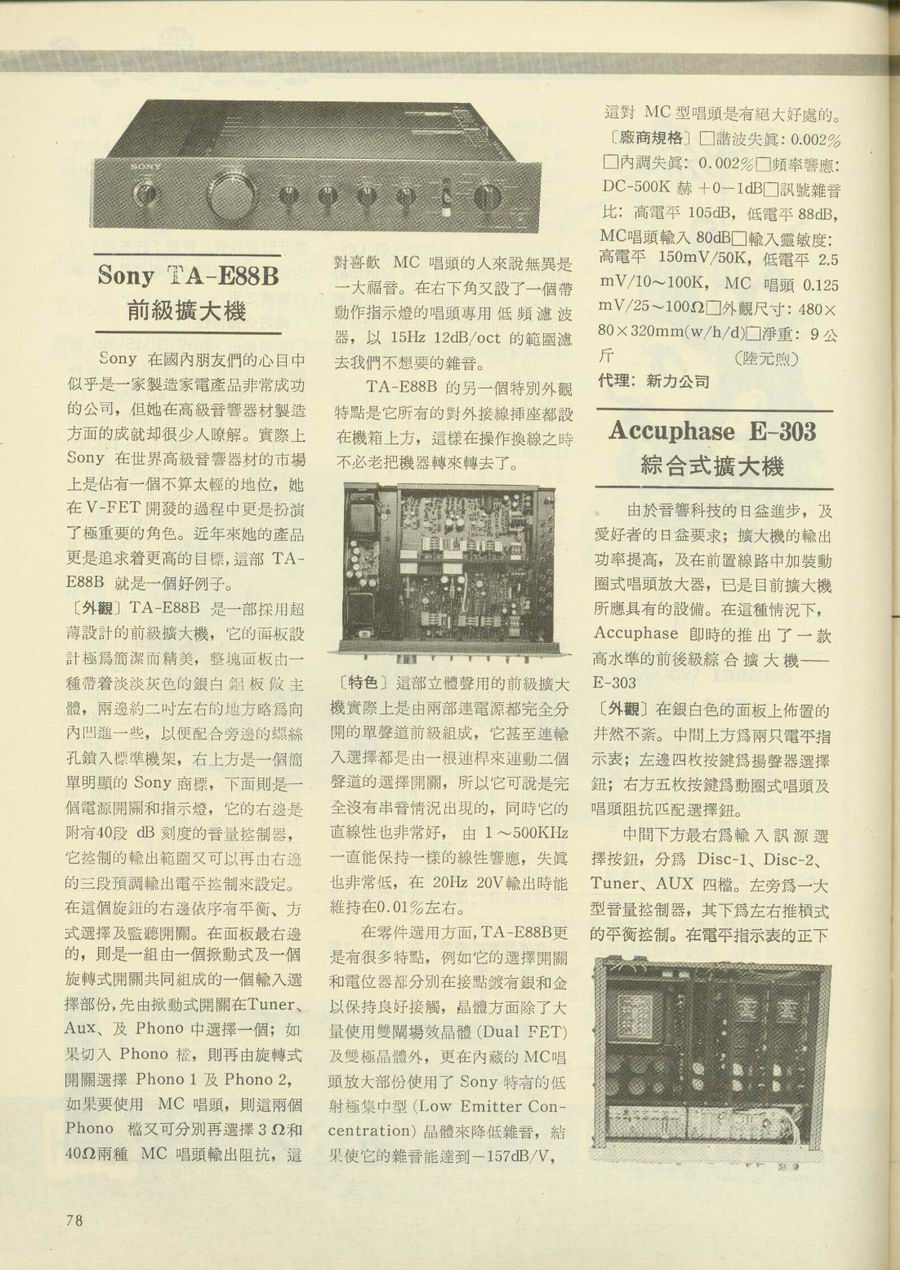 SONY
Sony TA-E88B
前級擴大機
Sony 在國內朋友們的心目中
似乎是一家製造家電產品非常成功
的公司，但她在高級音響器材製造
方面的成就却很少人瞭解。實際上
Sony 在世界高級音響器材的市場
上是佔有一個不算太輕的地位，她
在 V-FET 開發的過程中更是扮演
了極重要的角色。近年來她的產品
更是追求着更高的目標，這部 TA-
E88B 就是一個好例子。
〔外觀〕TA-E88B 是一部採用超
薄設計的前級擴大機，它的面板設
計極爲簡潔而精美，整塊面板由一
種帶着淡淡灰色的銀白鋁板做主
體，兩邊約二吋左右的地方略爲向
內凹進一些，以便配合旁邊的螺絲
孔鎖入標準機架，右上方是一個簡
單明顯的 Sony 商標，下面則是一
個電源開關和指示燈，它的右邊是
附有40段 dB 刻度的音量控制器，
它控制的輸出範圍又可以再由右邊
的三段預調輸出電平控制來設定。
在這個旋鈕的右邊依序有平衡、方
式選擇及監聽開關。在面板最右邊
的，則是一組由一個掀動式及一個
旋轉式開關共同組成的一個輸入選
擇部份，先由掀動式開關在Tuner、
Aux、及 Phono 中選擇一個；如
果切入 Phono 檔，則再由旋轉式
開關選擇 Phono 1 及 Phono 2，
如果要使用 MC 唱頭，則這兩個
Phono 檔又可分別再選擇 3 Ω和
40Ω兩種 MC 唱頭輸出阻抗，這
對喜歡 MC 唱頭的人來說無異是
一大福音。在右下角又設了一個帶
動作指示燈的唱頭專用低頻濾波
器，以 15Hz 12dB/oct 的範圍濾
去我們不想要的雜音。
TA-E88B 的另一個特別外觀
特點是它所有的對外接線揷座都設
在機箱上方，這樣在操作換線之時
不必老把機器轉來轉去了。
〔特色〕這部立體聲用的前級擴大
機實際上是由兩部連電源都完全分
開的單聲道前級組成，它甚至連輸
入選擇都是由一根連桿來連動二個
聲道的選擇開關，所以它可說是完
全沒有串音情況出現的，同時它的
直線性也非常好，由 1～500KHz
一直能保持一樣的線性響應，失眞
也非常低，在 20Hz 20V輸出時能
維持在0.01%左右。
在零件選用方面，TA-E88B更
是有很多特點，例如它的選擇開關
和電位器都分別在接點鍍有銀和金
以保持良好接觸，晶體方面除了大
量使用雙閘場效晶體 (Dual FET)
及雙極晶體外，更在內藏的 MC唱
頭放大部份使用了 Sony 特有的低
射極集中型 (Low Emitter Con-
centration) 晶體來降低雜音，結
果使它的雜音能達到－157dB/V，
這對 MC 型唱頭是有絕大好處的。
〔廠商規格〕□諧波失眞：0.002%
□內調失眞：0.002%□頻率響應：
DC-500K 赫 +0－1dB□訊號雜音
比：高電平 105dB，低電平 88dB，
MC唱頭輸入 80dB□輸入靈敏度：
高電平 150mV/50K，低電平 2.5
mV/10～100K，MC 唱頭 0.125
mV/25～100Ω□外觀尺寸：480×
80×320mm(w/h/d)□淨重：9 公
斤 （陸元煦）
代理：新力公司
Accuphase E-303
綜合式擴大機
由於音響科技的日益進步，及
愛好者的日益要求；擴大機的輸出
功率提高，及在前置線路中加裝動
圈式唱頭放大器，已是目前擴大機
所應具有的設備。在這種情況下，
Accuphase 卽時的推出了一款
高水準的前後級綜合擴大機——
E-303
〔外觀〕在銀白色的面板上佈置的
井然不紊。中間上方爲兩只電平指
示表；左邊四枚按鍵爲揚聲器選擇
鈕；右方五枚按鍵爲動圈式唱頭及
唱頭阻抗匹配選擇鈕。
中間下方最右爲輸入訊源選
擇按鈕，分爲 Disc-1、Disc-2、
Tuner、AUX 四檔。左旁爲一大
型音量控制器，其下爲左右推槓式
的平衡控制。在電平指示表的正下
78